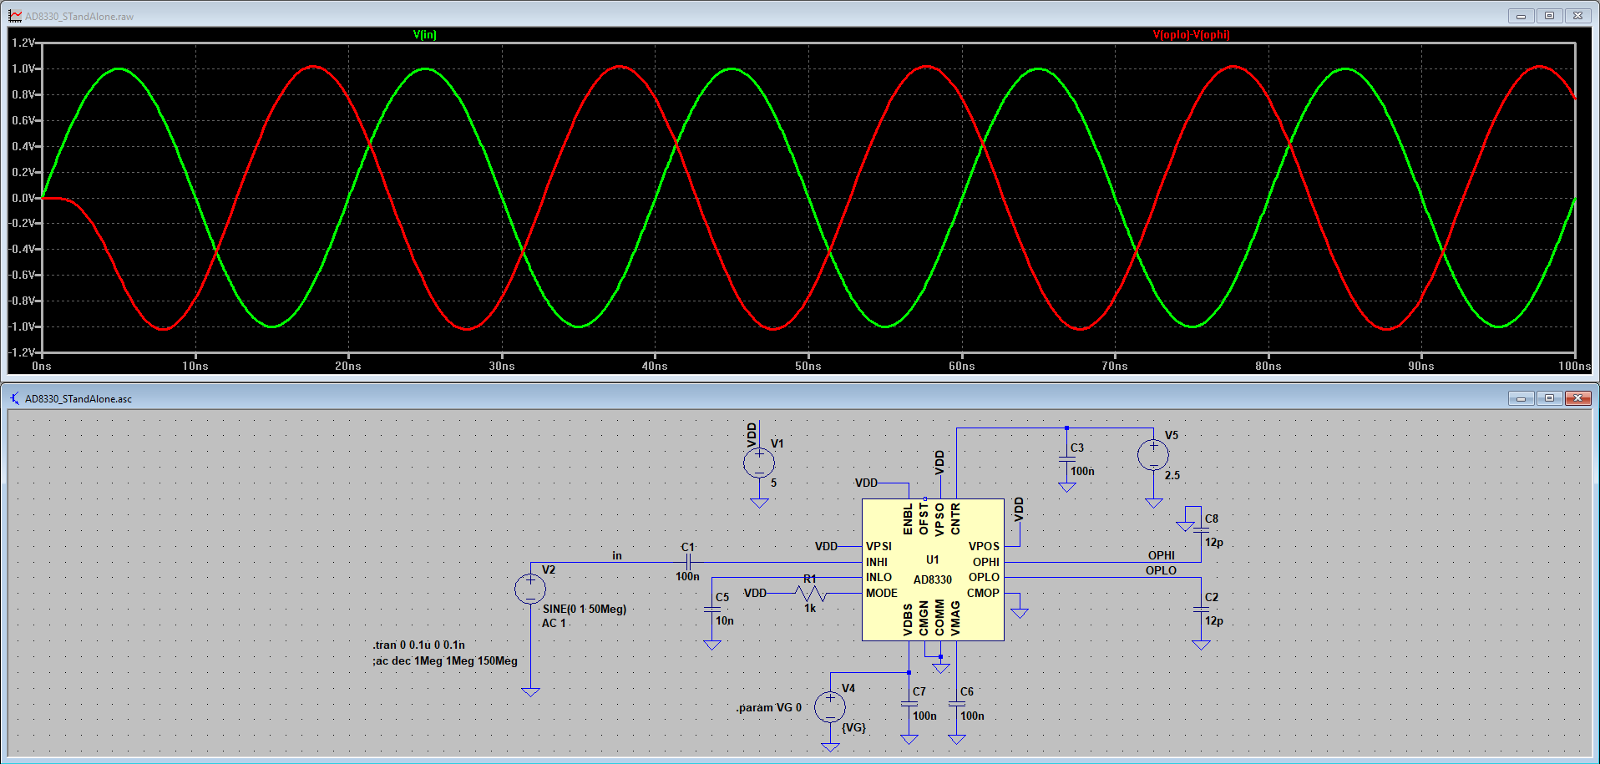 AD8330_STandAlone.raw
V(in)
V(oplo)-V(ophi)
1.2V
1.0V
0.8V
0.6V
0.4V
0.2V
0.0V
-0.2V
-0.4V
-0.6V
-0.8V
-1.0V
-1.2V
0ns 10ns 20ns 30ns 40ns 50ns 60ns 70ns 80ns 90ns 100ns
AD8330_STandAlone.asc
VDD
V1
5
VDD
VDD
C3
100n
V5
2.5
ENBL
OFST
VPSO
CNTR
VDD
VDD
VPSI
INHI
INLO
MODE
U1
AD8330
VPOS
OPHI
OPLO
CMOP
VDBS
CMGN
COMM
VMAG
OPHI
OPLO
C8
12p
C2
12p
in
C1
100n
V2
SINE(0 1 50Meg)
AC 1
C5
10n
VDD
R1
1k
.tran 0 0.1u 0 0.1n
;ac dec 1Meg 1Meg 150Meg
.param VG 0
V4
{VG}
C7
100n
C6
100n